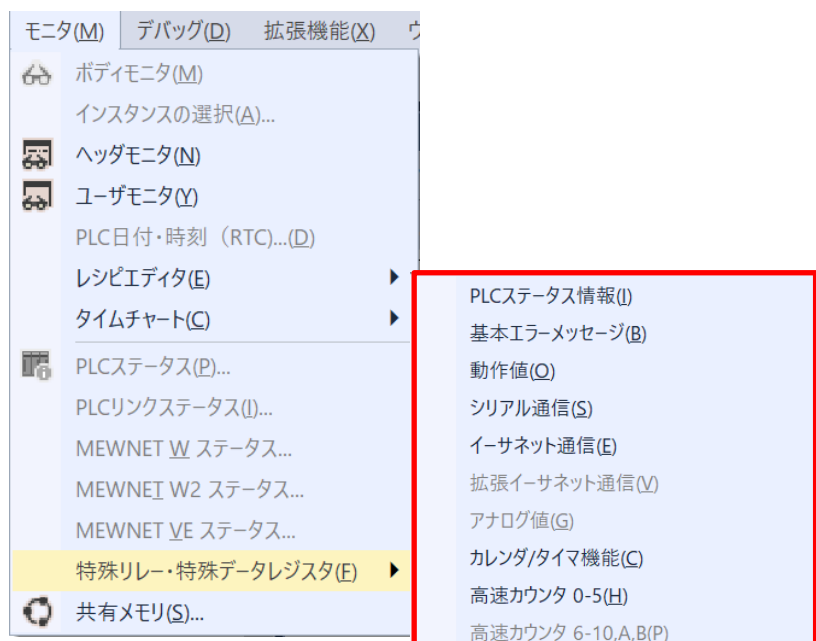 モニタ(M) デバッグ(D) 拡張機能(X)
ボディモニタ(M)
インスタンスの選択(A)...
ヘッダモニタ(N)
ユーザモニタ(Y)
PLC日付・時刻 (RTC)...(D)
レシピエディタ(E)
タイムチャート(C)
PLCステータス(P)...
PLCリンクステータス(I)...
MEWNET W ステータス...
MEWNET W2 ステータス...
MEWNET VE ステータス...
特殊リレー・特殊データレジスタ(F)
共有メモリ(S)...
PLCステータス情報(I)
基本エラーメッセージ(B)
動作値(O)
シリアル通信(S)
イーサネット通信(E)
拡張イーサネット通信(V)
アナログ値(G)
カレンダ/タイマ機能(C)
高速カウンタ 0-5(H)
高速カウンタ 6-10,A,B(P)